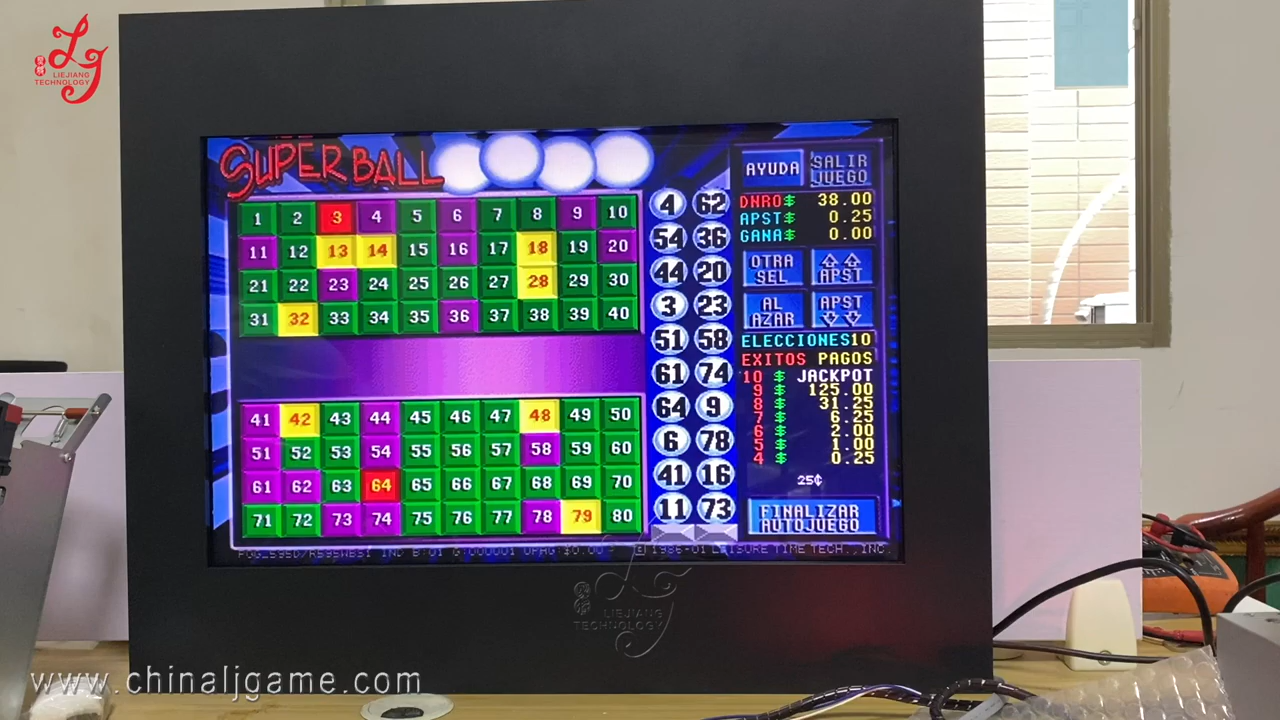 LIEJIANG
TECHNOLOGY
SUPERBALL
1 2 3 4 5 6 7 8 9 10
11 12 13 14 15 16 17 18 19 20
21 22 23 24 25 26 27 28 29 30
31 32 33 34 35 36 37 38 39 40
41 42 43 44 45 46 47 48 49 50
51 52 53 54 55 56 57 58 59 60
61 62 63 64 65 66 67 68 69 70
71 72 73 74 75 76 77 78 79 80
4 62
54 36
44 20
3 23
51 58
61 74
64 9
6 78
41 16
11 73
AYUDA
SALIR
JUEGO
DNRO$ 38.00
APST$ 0.25
GANA$ 0.00
OTRA
SEL
APST
AL
AZAR
APST
ELECCIONES10
EXITOS PAGOS
10 $ JACKPOT
9 $ 125.00
8 $ 31.25
7 $ 6.25
6 $ 2.00
5 $ 1.00
4 $ 0.25
25¢
FINALIZAR
AUTOJUEGO
© 1986-01 LEISURE TIME TECH., INC.
LIEJIANG
TECHNOLOGY
www.chinaljgame.com